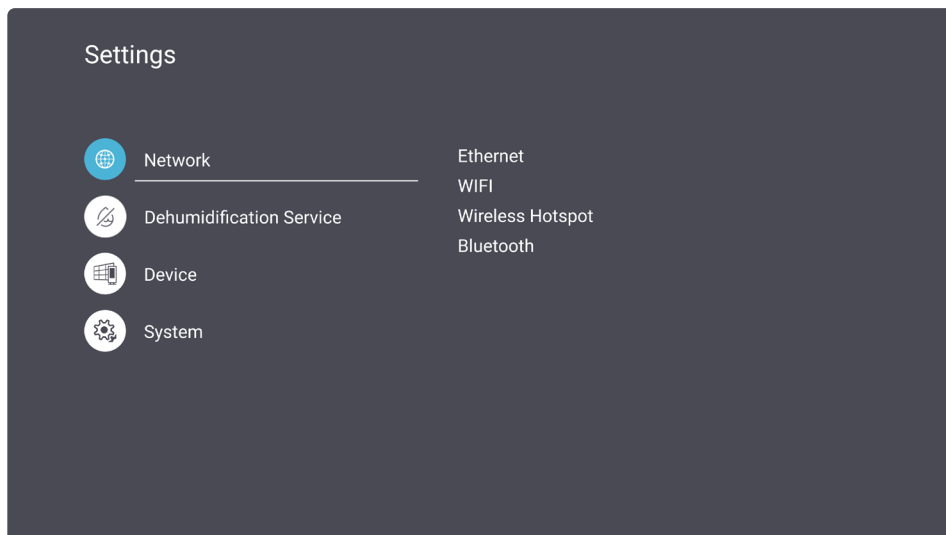 Settings
Network
Dehumidification Service
Device
System
Ethernet
WIFI
Wireless Hotspot
Bluetooth